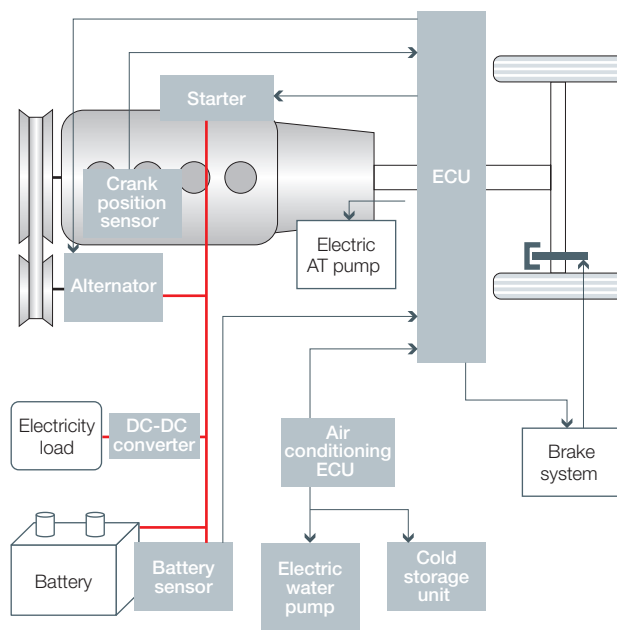 Starter
ECU
Crank
position
sensor
Electric
AT pump
Alternator
Electricity
load
DC-DC
converter
Air
conditioning
ECU
Brake
system
Battery
Battery
sensor
Electric
water
pump
Cold
storage
unit